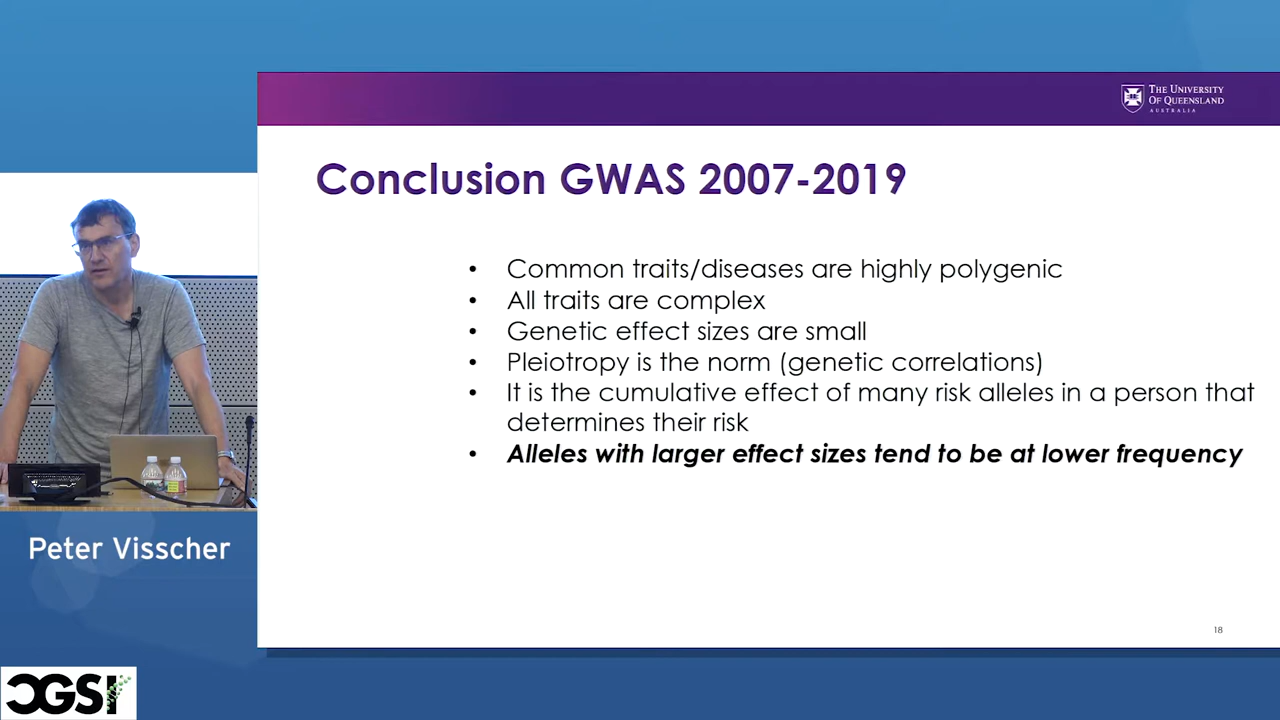 THE UNIVERSITY
OF QUEENSLAND
AUSTRALIA
Conclusion GWAS 2007-2019
• Common traits/diseases are highly polygenic
• All traits are complex
• Genetic effect sizes are small
• Pleiotropy is the norm (genetic correlations)
• It is the cumulative effect of many risk alleles in a person that
determines their risk
• Alleles with larger effect sizes tend to be at lower frequency
Peter Visscher
18
CGSI